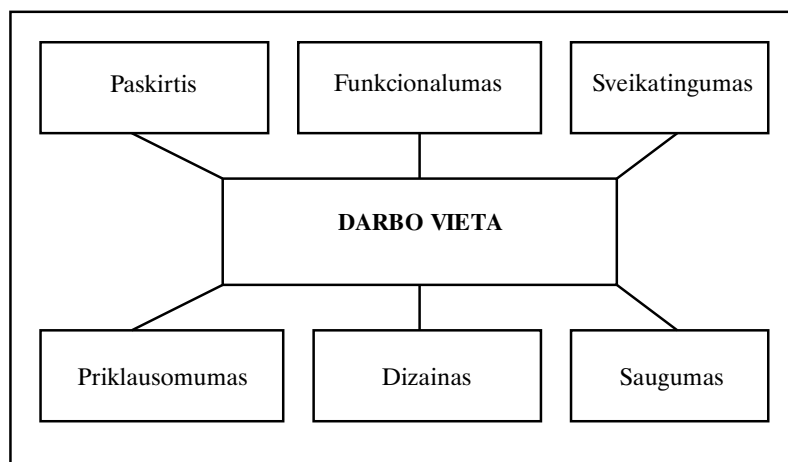 Paskirtis
Funkcionalumas
Sveikatingumas
DARBO VIETA
Priklausomumas
Dizainas
Saugumas